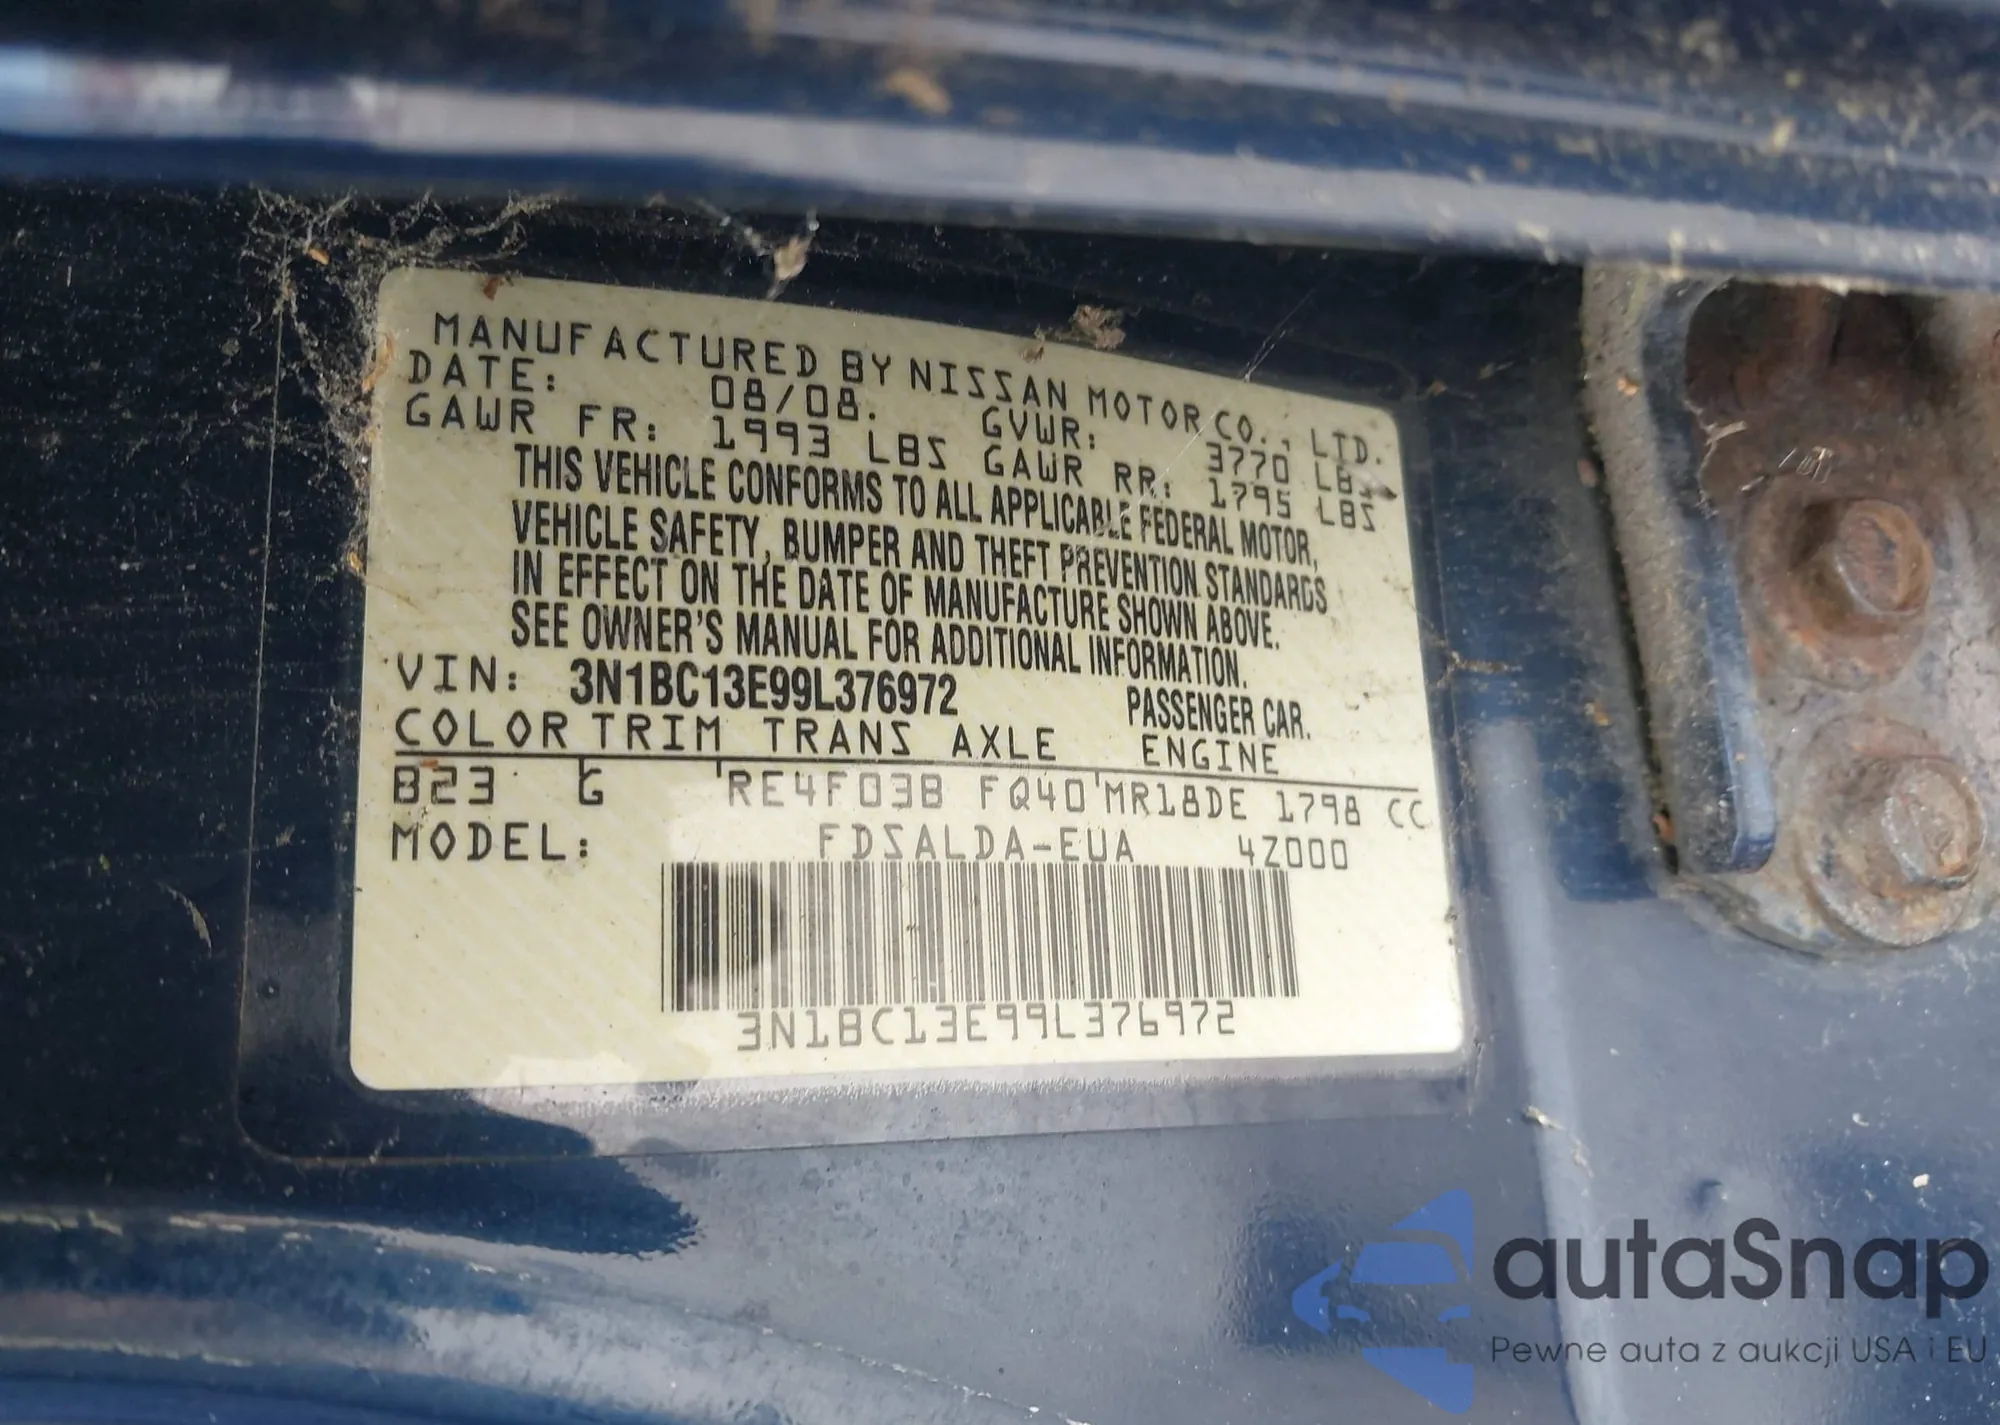 MANUFACTURED BY NISSAN MOTOR CO., LTD.
DATE: 08/08. GVWR: 3770 LBS
GAWR FR: 1993 LBS GAWR RR: 1795 LBS
THIS VEHICLE CONFORMS TO ALL APPLICABLE FEDERAL MOTOR,
VEHICLE SAFETY, BUMPER AND THEFT PREVENTION STANDARDS
IN EFFECT ON THE DATE OF MANUFACTURE SHOWN ABOVE.
SEE OWNER'S MANUAL FOR ADDITIONAL INFORMATION.
VIN: 3N1BC13E99L376972 PASSENGER CAR.
COLOR TRIM TRANS AXLE ENGINE
B23 G RE4F03B FQ40 MR18DE 1798 CC
MODEL: FDSALDA-EUA 4Z000
3N1BC13E99L376972
autaSnap
Pewne auta z aukcji USA i EU